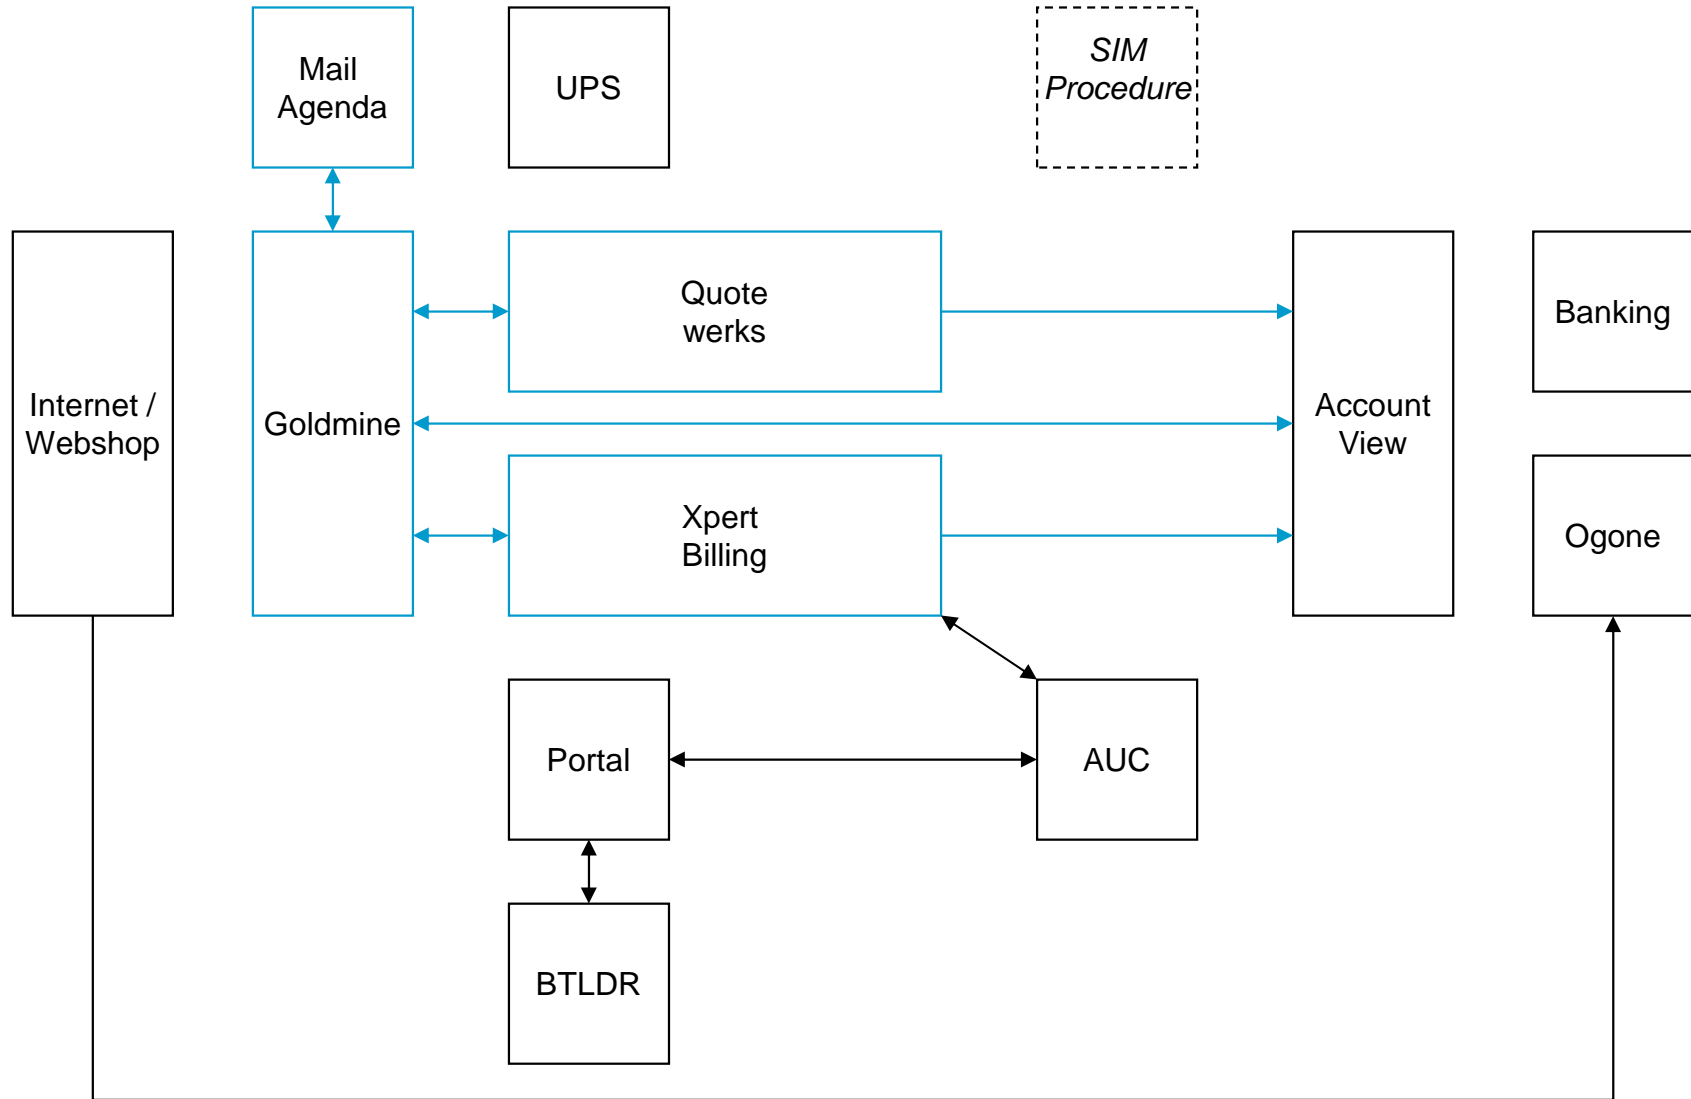 Mail
Agenda
UPS
SIM
Procedure
Internet /
Webshop
Goldmine
Quote
werks
Xpert
Billing
Account
View
Banking
Ogone
Portal
AUC
BTLDR